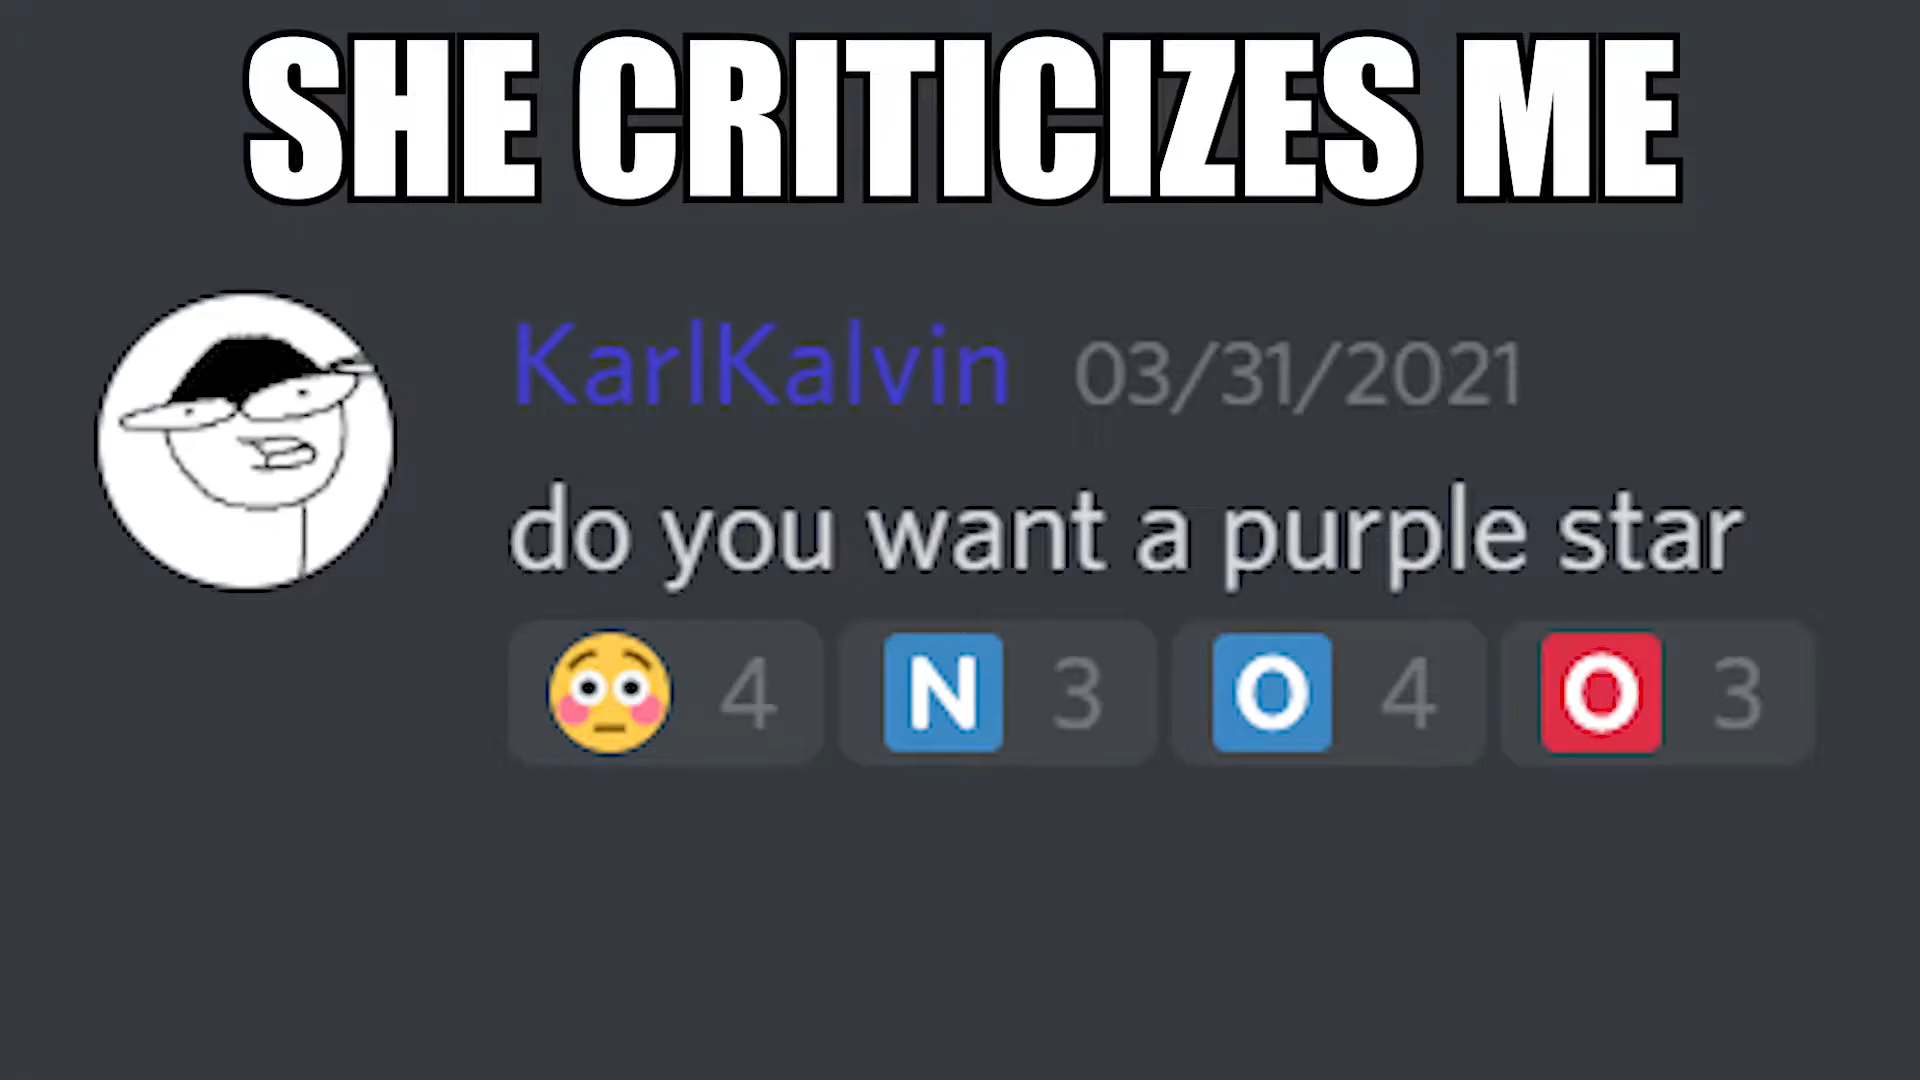 SHE CRITICIZES ME
KarlKalvin 03/31/2021
do you want a purple star
😳 4 N 3 O 4 O 3